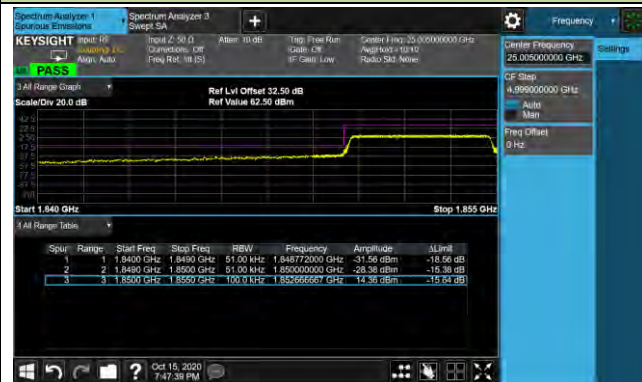 Spectrum Analyzer 1
Spurious Emissions
Spectrum Analyzer 3
Swept SA
Frequency
KEYSIGHT
Input: RF
Coupling: DC
Align: Auto
Input Z: 50 Ω
Corrections: Off
Freq Ref: Int (S)
Atten: 10 dB
Trig: Free Run
Gate: Off
IF Gain: Low
Center Freq: 25.005000000 GHz
Avg|Hold:>10/10
Radio Std: None
PASS
Center Frequency
25.005000000 GHz
Settings
CF Step
4.999000000 GHz
Auto
Man
Freq Offset
0 Hz
3 All Range Graph
Scale/Div 20.0 dB
Ref Lvl Offset 32.50 dB
Ref Value 62.50 dBm
42.5
22.5
2.50
Start 1.840 GHz
Stop 1.855 GHz
4 All Range Table
Spur Range Start Freq Stop Freq RBW Frequency Amplitude ΔLimit
1 1 1.8400 GHz 1.8490 GHz 51.00 kHz 1.848772000 GHz -31.56 dBm -18.56 dB
2 2 1.8490 GHz 1.8500 GHz 51.00 kHz 1.850000000 GHz -28.38 dBm -15.38 dB
3 3 1.8500 GHz 1.8550 GHz 100.0 kHz 1.852666667 GHz 14.36 dBm -15.64 dB
Oct 15, 2020
7:47:39 PM